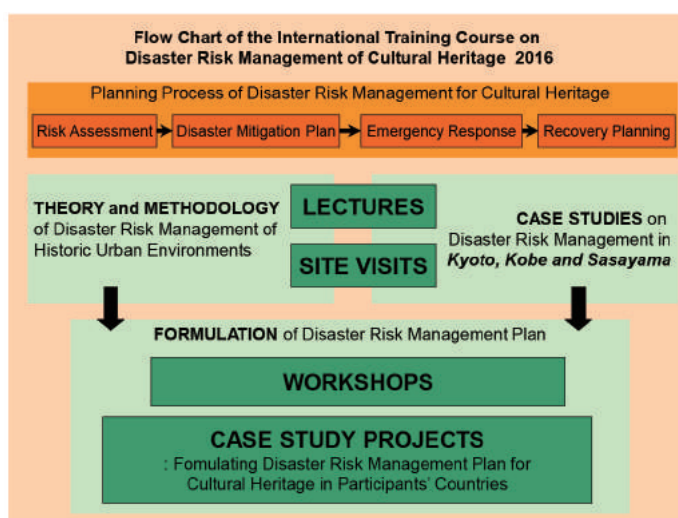 Flow Chart of the International Training Course on
Disaster Risk Management of Cultural Heritage 2016
Planning Process of Disaster Risk Management for Cultural Heritage
Risk Assessment
Disaster Mitigation Plan
Emergency Response
Recovery Planning
THEORY and METHODOLOGY
of Disaster Risk Management of
Historic Urban Environments
LECTURES
SITE VISITS
CASE STUDIES on
Disaster Risk Management in
Kyoto, Kobe and Sasayama
FORMULATION of Disaster Risk Management Plan
WORKSHOPS
CASE STUDY PROJECTS
: Fomulating Disaster Risk Management Plan for
Cultural Heritage in Participants' Countries